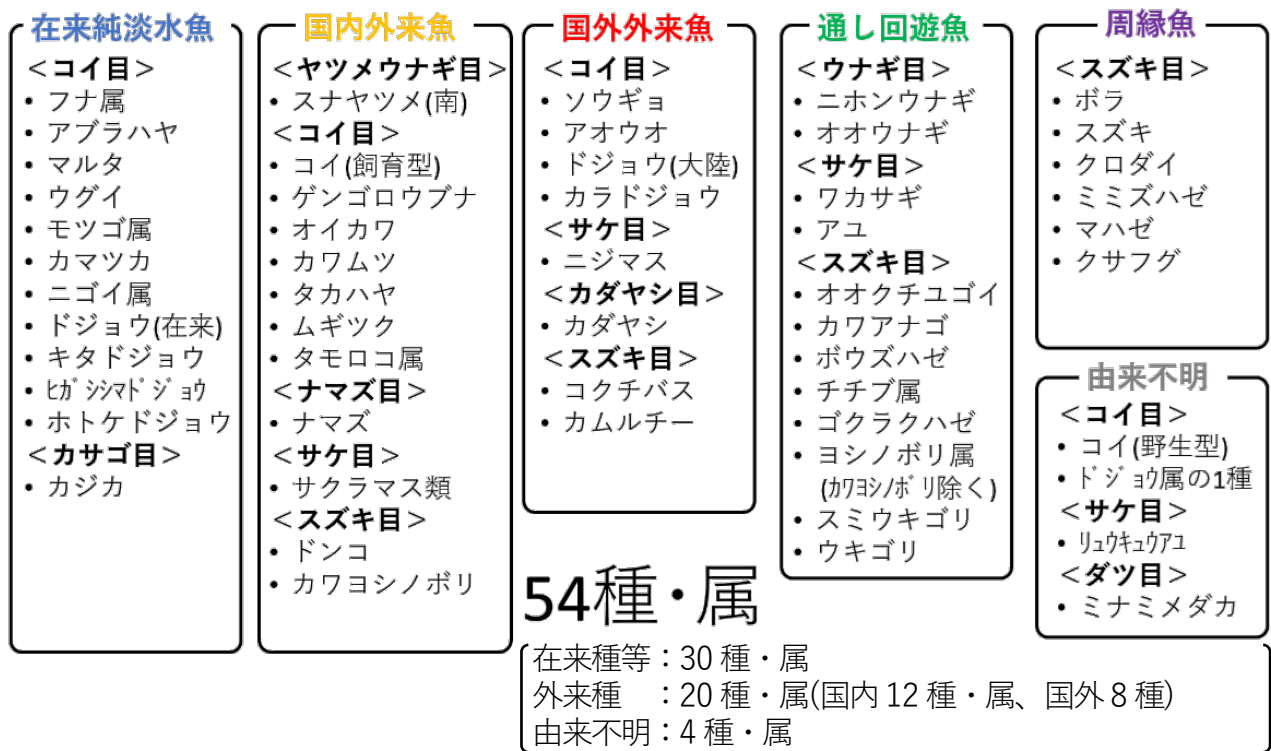 在来純淡水魚
<コイ目>
• フナ属
• アブラハヤ
• マルタ
• ウグイ
• モツゴ属
• カマツカ
• ニゴイ属
• ドジョウ(在来)
• キタドジョウ
• ﾋｶﾞｼｼﾏﾄﾞｼﾞｮｳ
• ホトケドジョウ
<カサゴ目>
• カジカ
国内外来魚
<ヤツメウナギ目>
• スナヤツメ(南)
<コイ目>
• コイ(飼育型)
• ゲンゴロウブナ
• オイカワ
• カワムツ
• タカハヤ
• ムギツク
• タモロコ属
<ナマズ目>
• ナマズ
<サケ目>
• サクラマス類
<スズキ目>
• ドンコ
• カワヨシノボリ
国外外来魚
<コイ目>
• ソウギョ
• アオウオ
• ドジョウ(大陸)
• カラドジョウ
<サケ目>
• ニジマス
<カダヤシ目>
• カダヤシ
<スズキ目>
• コクチバス
• カムルチー
通し回遊魚
<ウナギ目>
• ニホンウナギ
• オオウナギ
<サケ目>
• ワカサギ
• アユ
<スズキ目>
• オオクチユゴイ
• カワアナゴ
• ボウズハゼ
• チチブ属
• ゴクラクハゼ
• ヨシノボリ属
(ｶﾜﾖｼﾉﾎﾞﾘ除く)
• スミウキゴリ
• ウキゴリ
周縁魚
<スズキ目>
• ボラ
• スズキ
• クロダイ
• ミミズハゼ
• マハゼ
• クサフグ
由来不明
<コイ目>
• コイ(野生型)
• ﾄﾞｼﾞｮｳ属の1種
<サケ目>
• ﾘｭｳｷｭｳｱﾕ
<ダツ目>
• ミナミメダカ
54種・属
在来種等：30種・属
外来種　：20種・属(国内12種・属、国外8種)
由来不明：4種・属